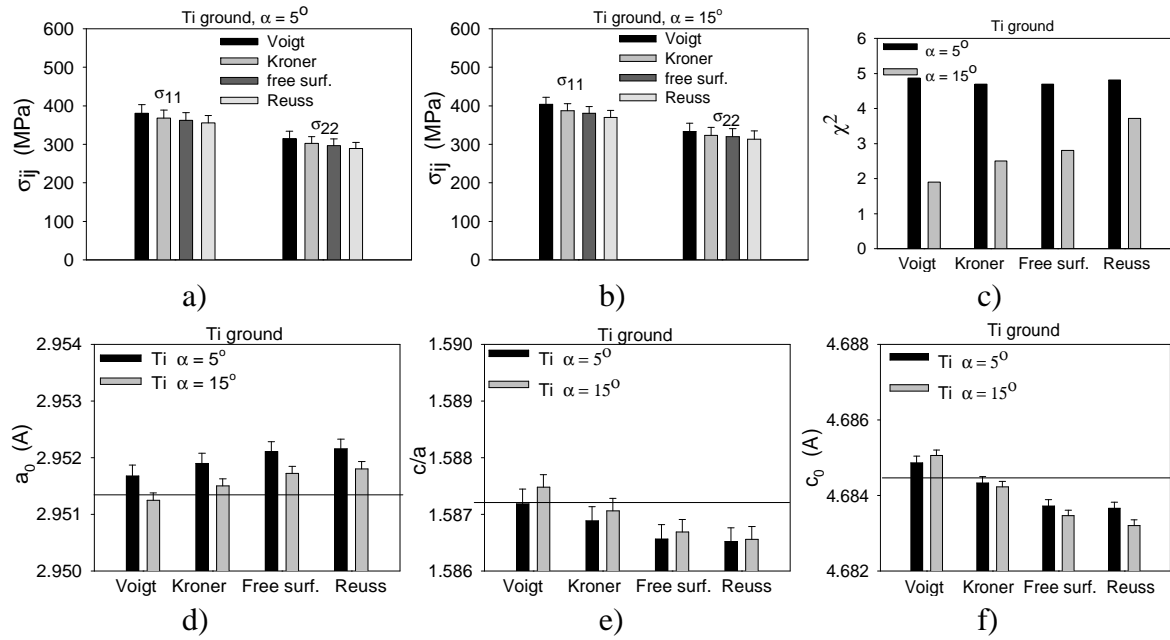 Ti ground, α = 5°
600
500
400
300
200
100
0
σij (MPa)
Voigt
Kroner
free surf.
Reuss
σ11
σ22
a)
Ti ground, α = 15°
600
500
400
300
200
100
0
σij (MPa)
Voigt
Kroner
free surf.
Reuss
σ11
σ22
b)
Ti ground
6
5
4
3
2
1
0
χ2
α = 5°
α = 15°
Voigt Kroner Free surf. Reuss
c)
Ti ground
2.954
2.953
2.952
2.951
2.950
a0 (A)
Ti α = 5°
Ti α = 15°
Voigt Kroner Free surf. Reuss
d)
Ti ground
1.590
1.589
1.588
1.587
1.586
c/a
Ti α = 5°
Ti α = 15°
Voigt Kroner Free surf. Reuss
e)
Ti ground
4.688
4.686
4.684
4.682
c0 (A)
Ti α = 5°
Ti α = 15°
Voigt Kroner Free surf. Reuss
f)